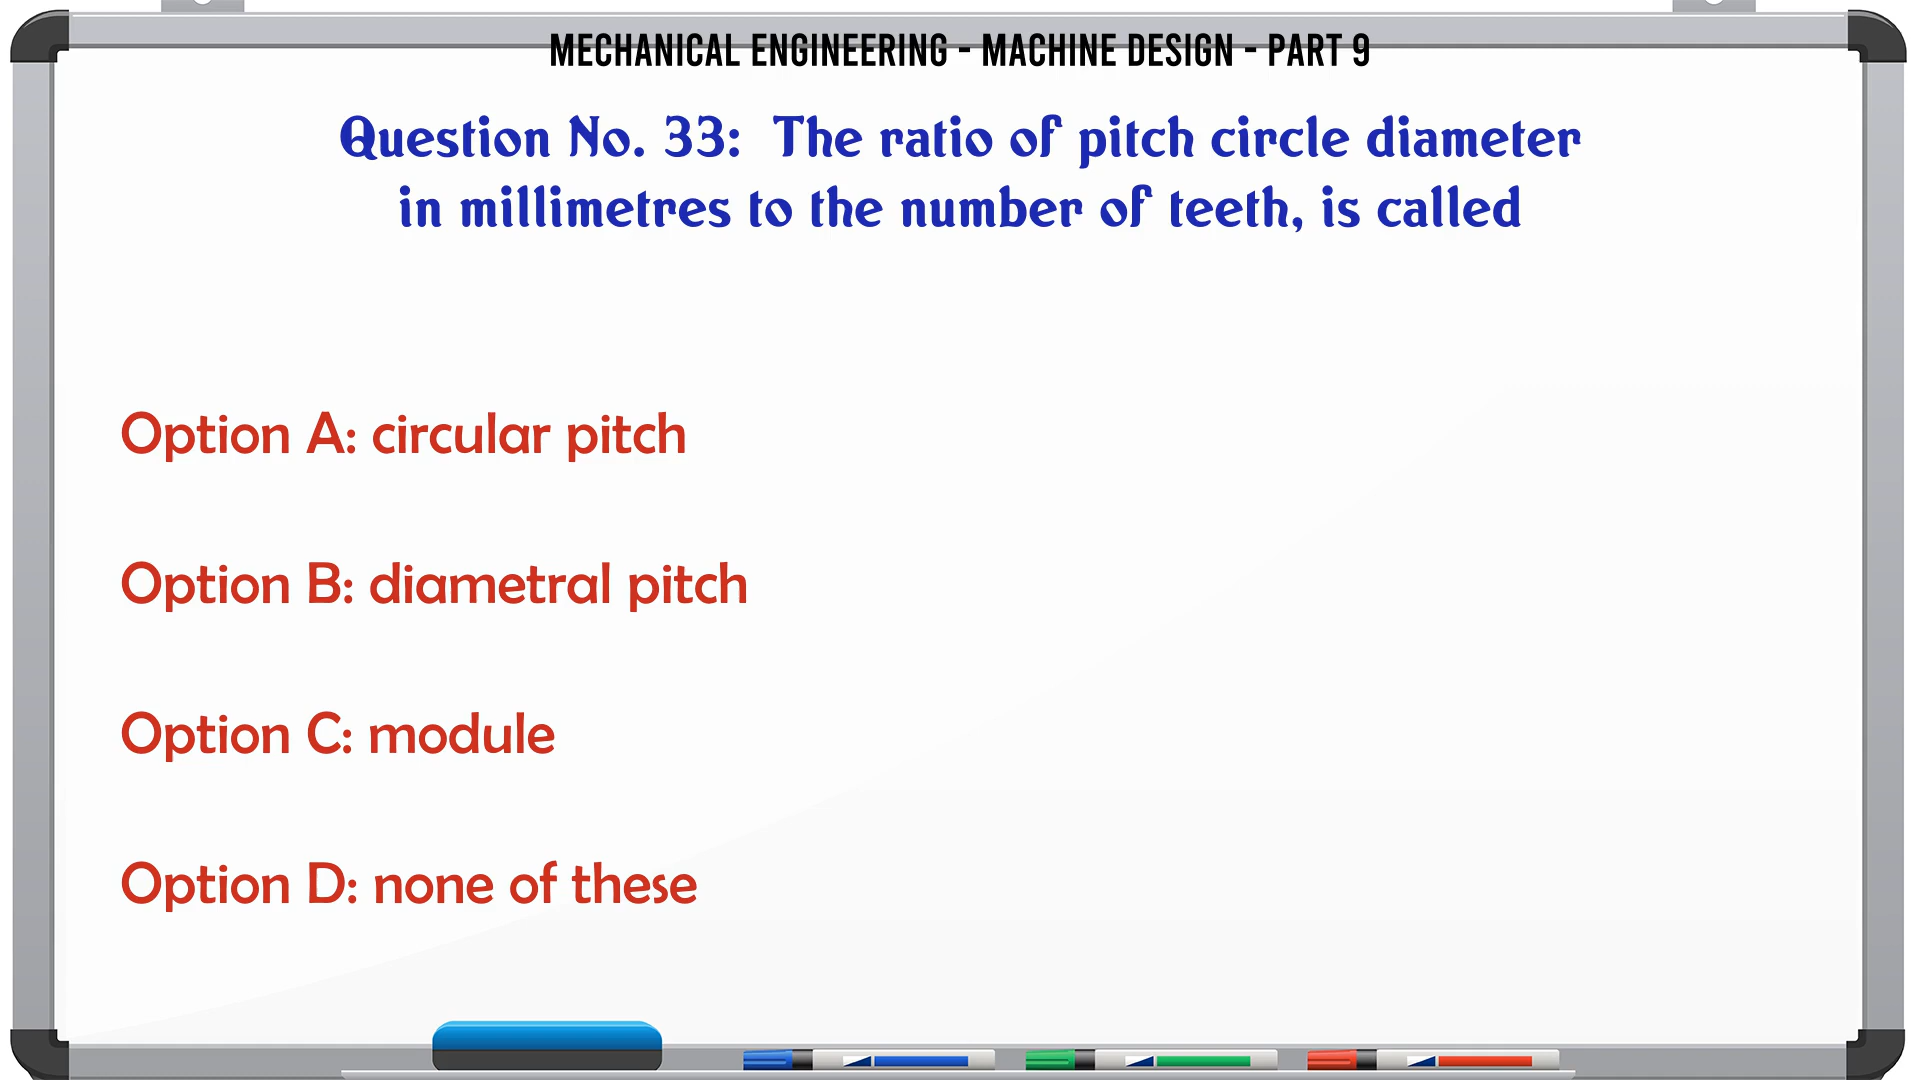 MECHANICAL ENGINEERING - MACHINE DESIGN - PART 9
Question No. 33:  The ratio of pitch circle diameter
in millimetres to the number of teeth, is called
Option A: circular pitch
Option B: diametral pitch
Option C: module
Option D: none of these